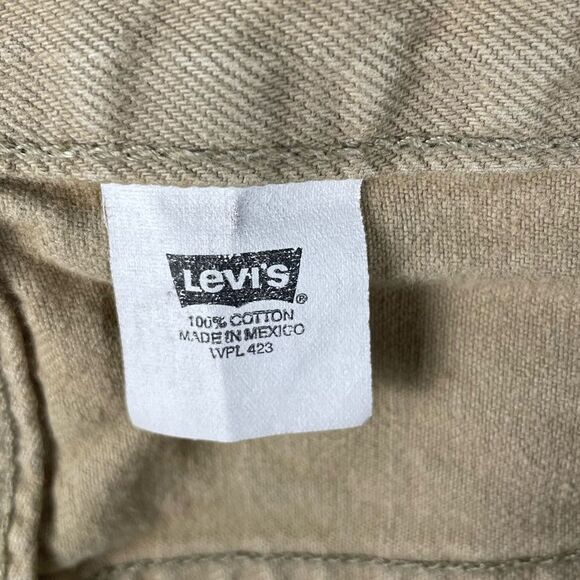 Levi's ®
100% COTTON
MADE IN MEXICO
WPL 423